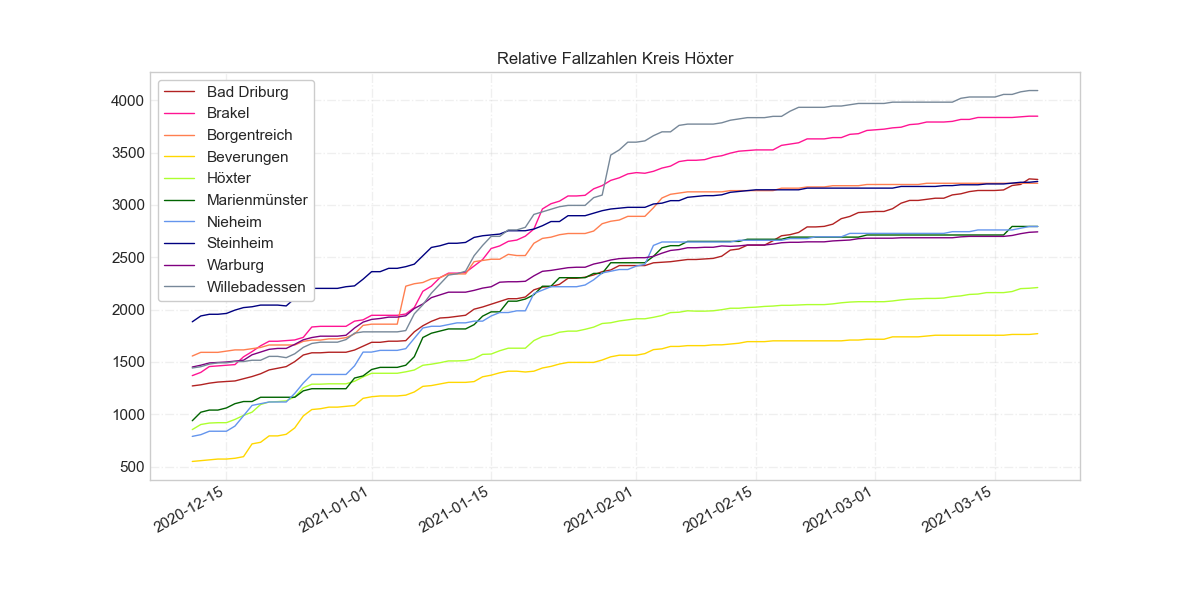 Relative Fallzahlen Kreis Höxter
Bad Driburg
Brakel
Borgentreich
Beverungen
Höxter
Marienmünster
Nieheim
Steinheim
Warburg
Willebadessen
4000
3500
3000
2500
2000
1500
1000
500
2020-12-15
2021-01-01
2021-01-15
2021-02-01
2021-02-15
2021-03-01
2021-03-15